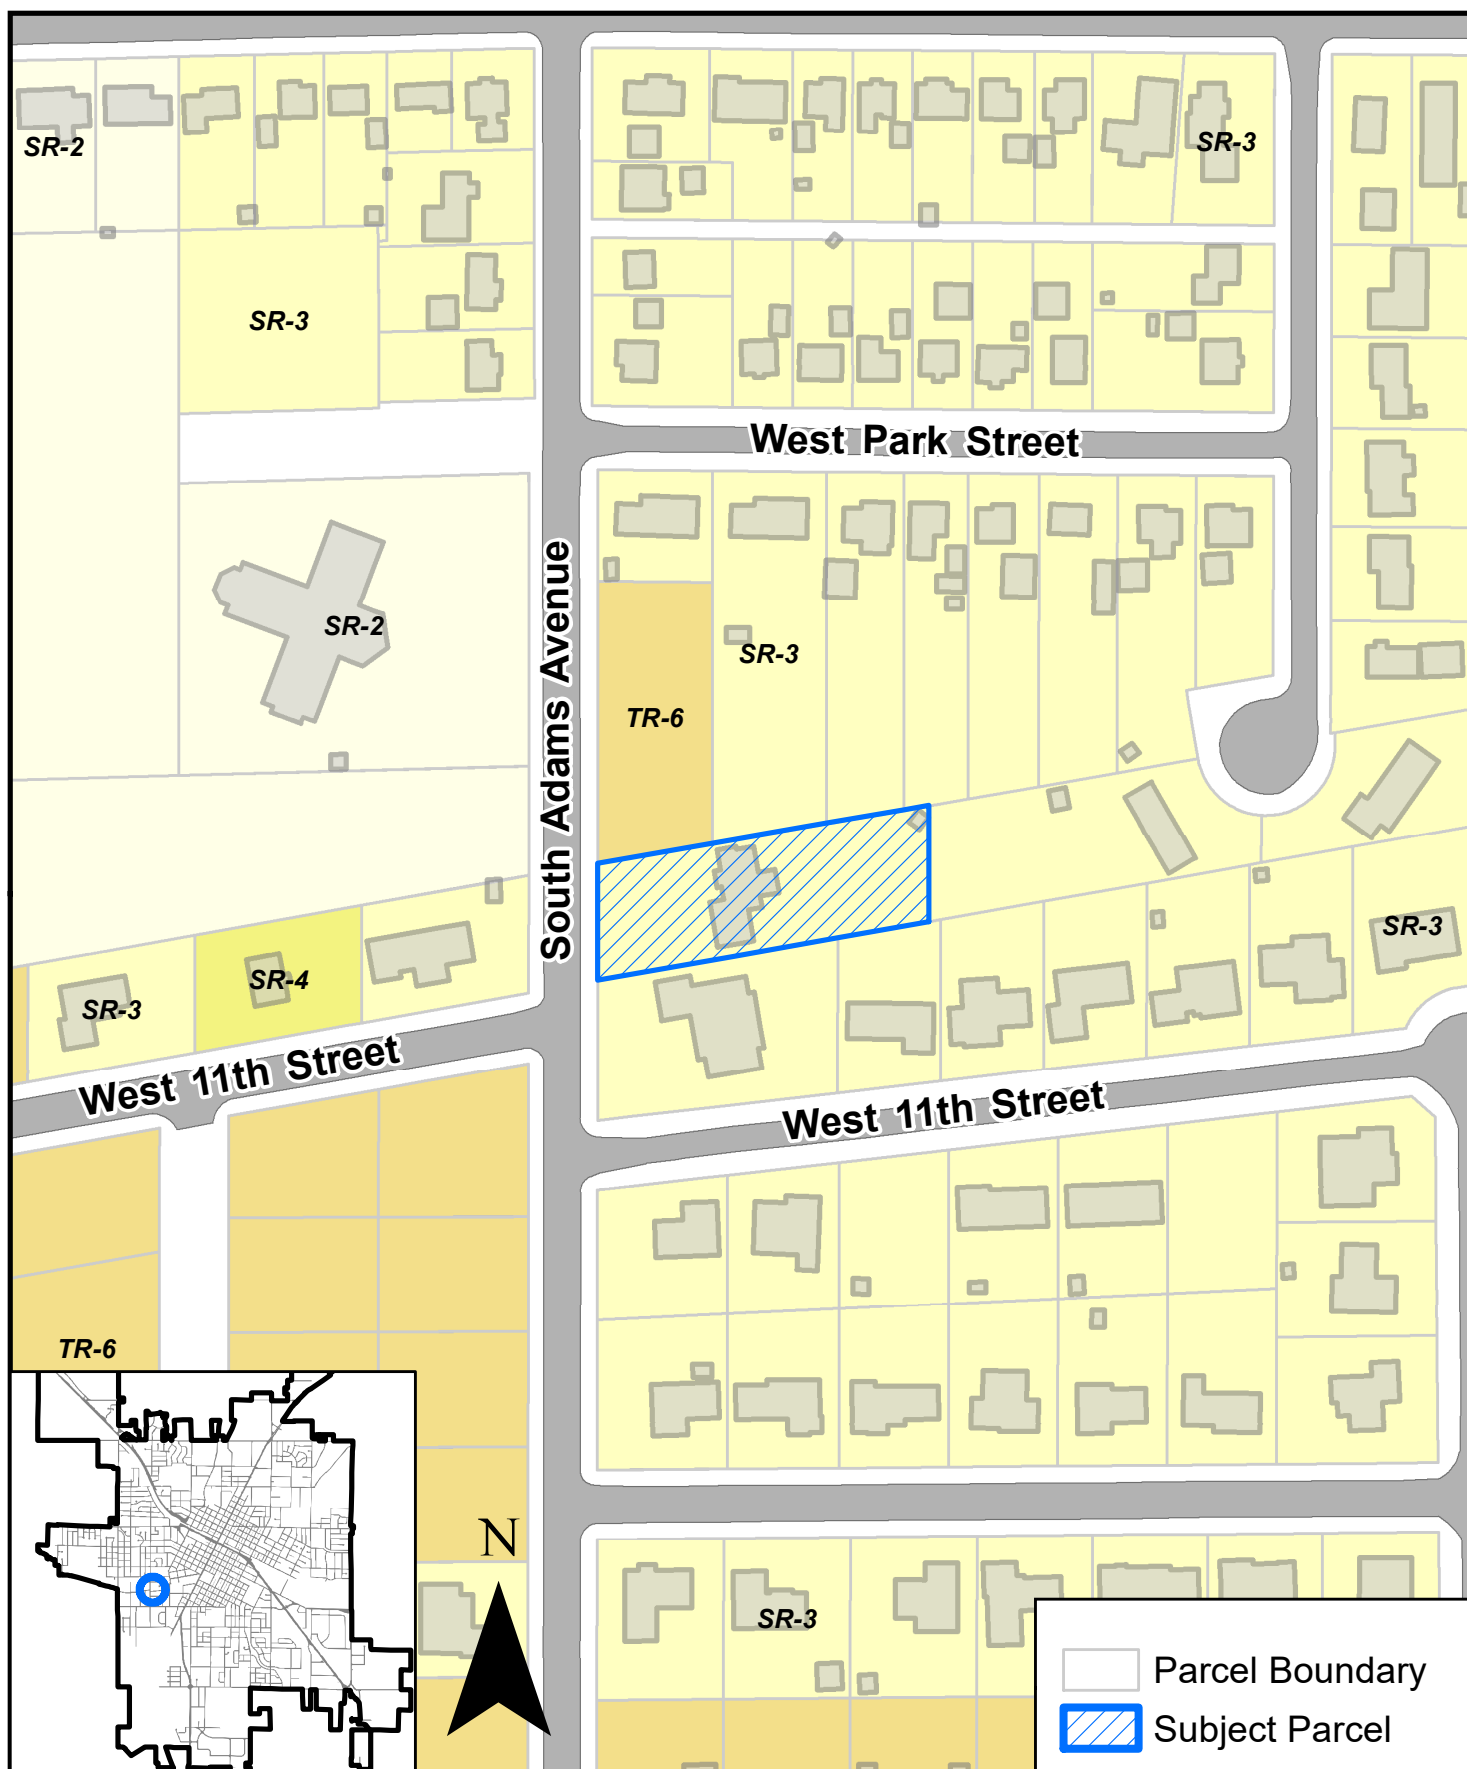 SR-2
SR-3
SR-3
West Park Street
South Adams Avenue
SR-2
SR-3
TR-6
SR-3
SR-4
SR-3
West 11th Street
West 11th Street
TR-6
N
SR-3
Parcel Boundary
Subject Parcel